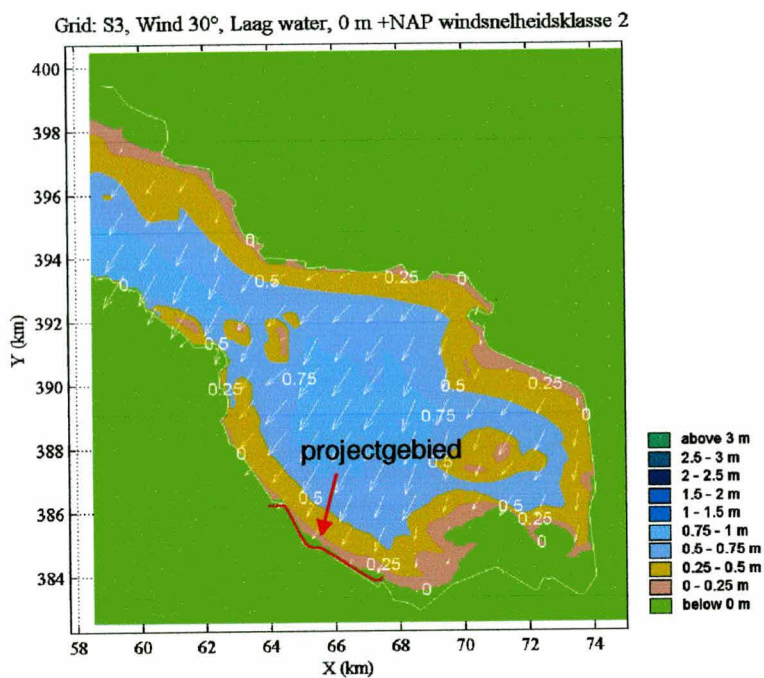 Grid: S3, Wind 30°, Laag water, 0 m +NAP windsnelheidsklasse 2
400
398
396
394
392
390
388
386
384
Y (km)
58
60
62
64
66
68
70
72
74
X (km)
0
0.5
0.25
0
0
0.5
0.25
0.75
0.5
0.25
0
0.75
0
projectgebied
0.5
0.5
0.25
0
0.25
0
above 3 m
2.5 - 3 m
2 - 2.5 m
1.5 - 2 m
1 - 1.5 m
0.75 - 1 m
0.5 - 0.75 m
0.25 - 0.5 m
0 - 0.25 m
below 0 m